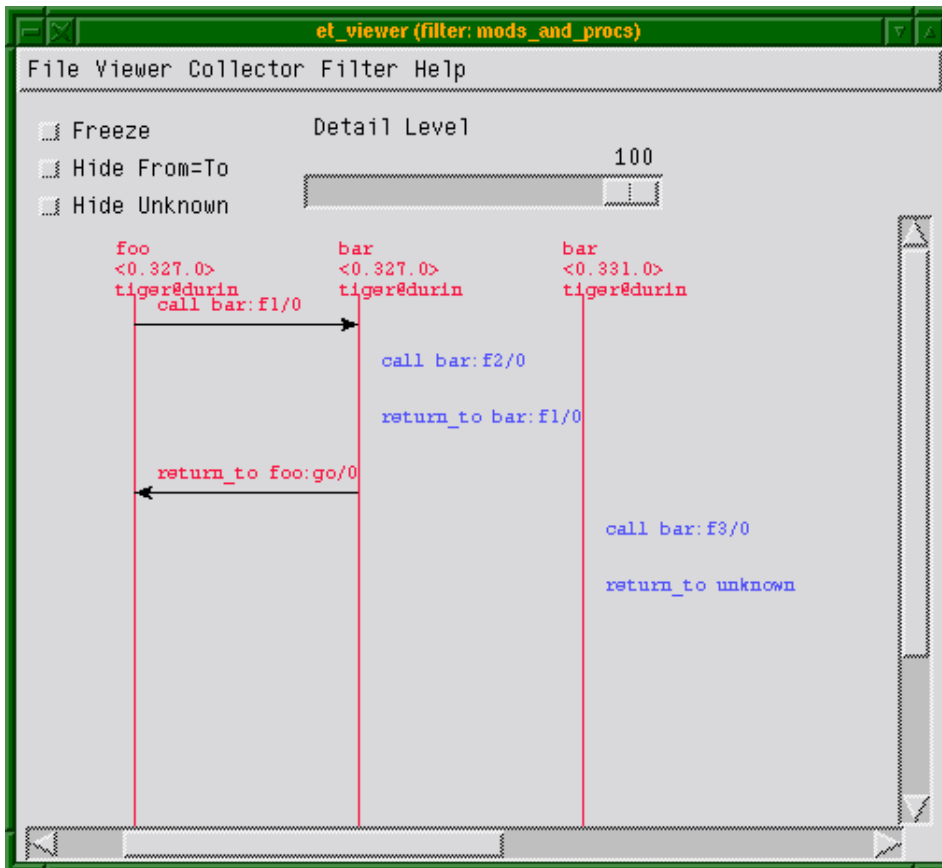 et_viewer (filter: mods_and_procs)
File Viewer Collector Filter Help
Freeze
Detail Level
Hide From=To
100
Hide Unknown
foo
<0.327.0>
tiger@durin
bar
<0.327.0>
tiger@durin
bar
<0.331.0>
tiger@durin
call bar:f1/0
call bar:f2/0
return_to bar:f1/0
return_to foo:go/0
call bar:f3/0
return_to unknown